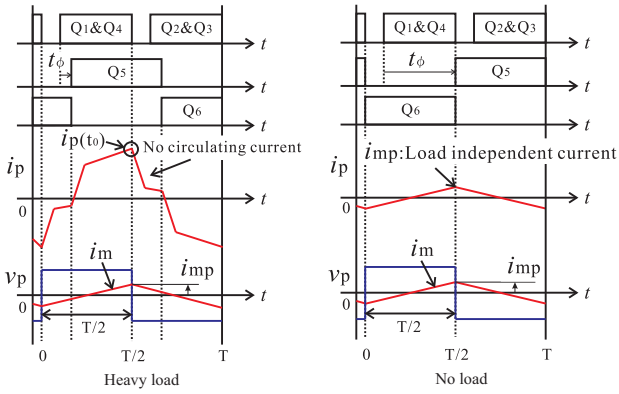 Q1&Q4
Q2&Q3
t
tϕ
Q5
t
Q6
t
ip(t0)
No circulating current
ip
0
t
im
imp
vp
0
t
T/2
0
T/2
T
Heavy load
Q1&Q4
Q2&Q3
t
tϕ
Q5
t
Q6
t
imp:Load independent current
ip
0
t
im
imp
vp
0
t
T/2
0
T/2
T
No load